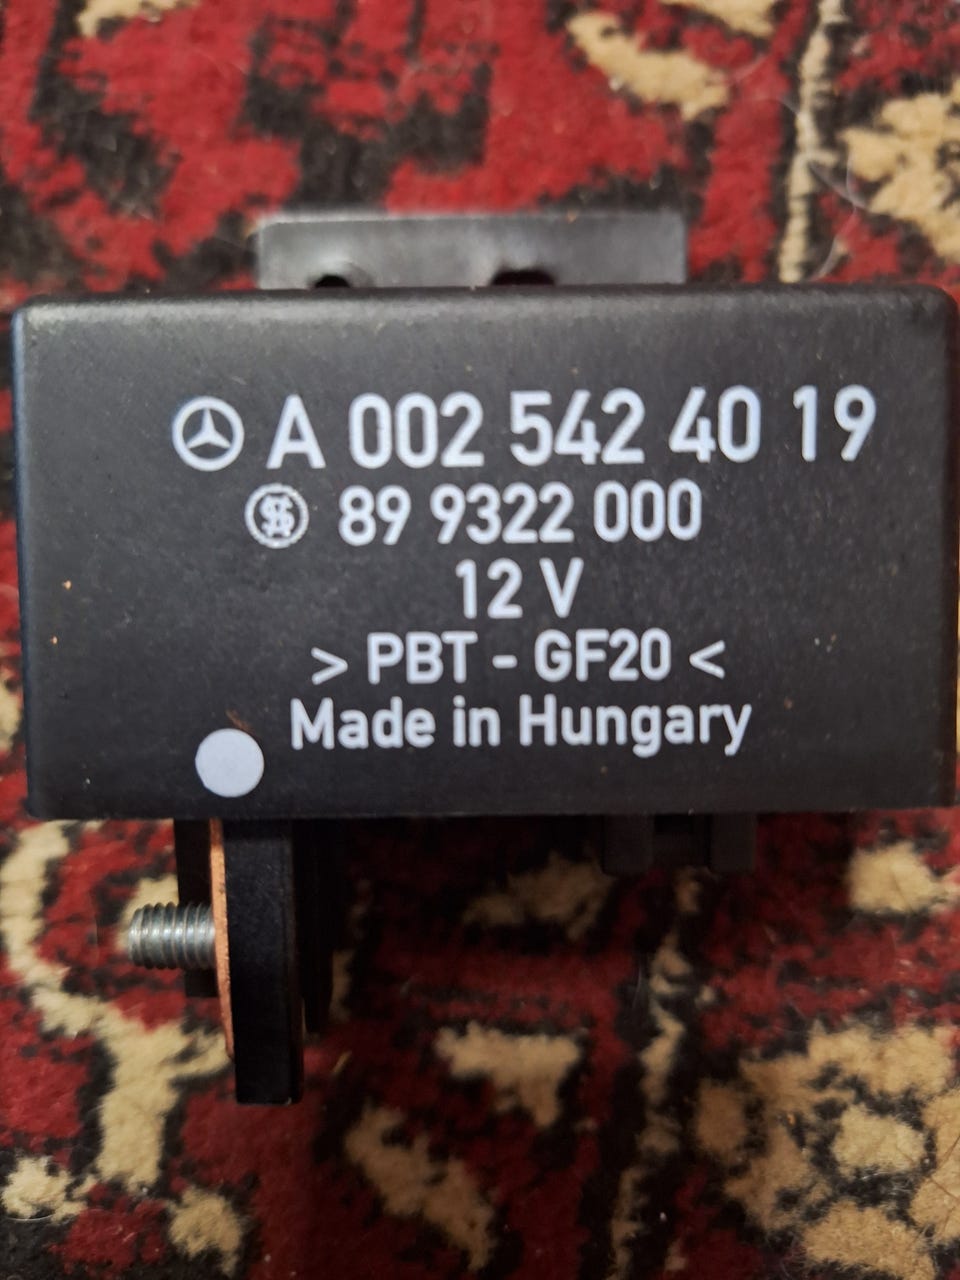 A 002 542 40 19
89 9322 000
12 V
> PBT - GF20 <
Made in Hungary